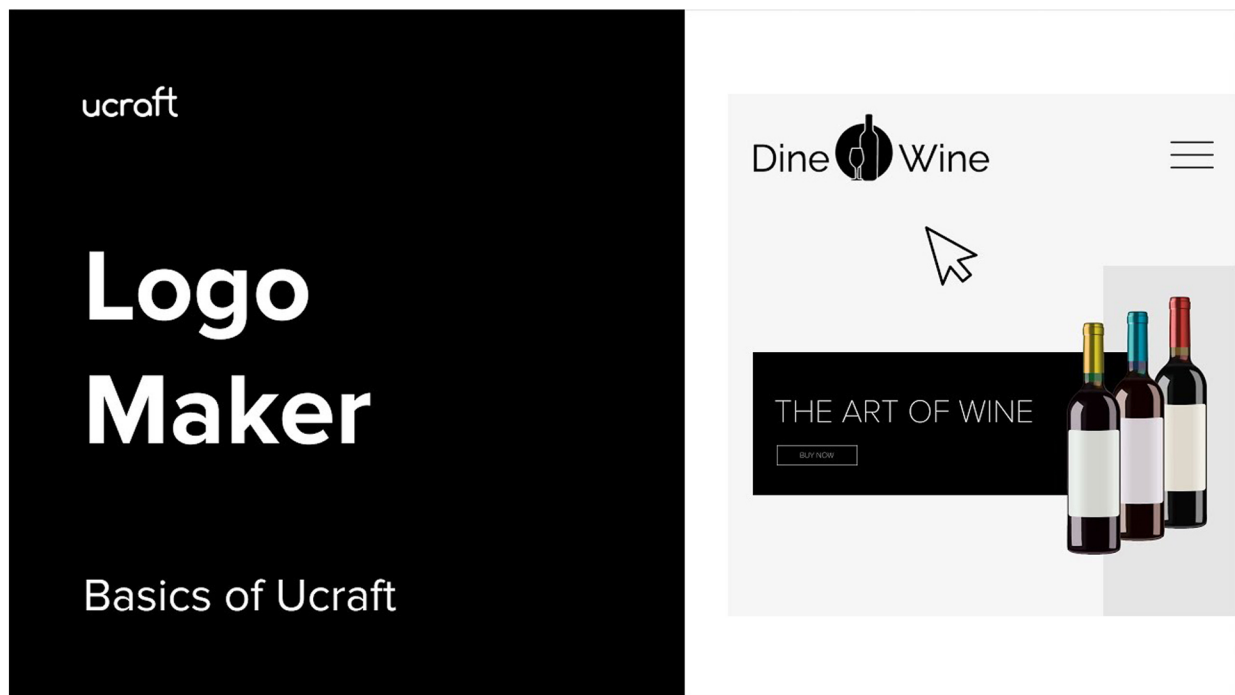 ucraft
Logo
Maker
Basics of Ucraft
Dine Wine
THE ART OF WINE
BUY NOW